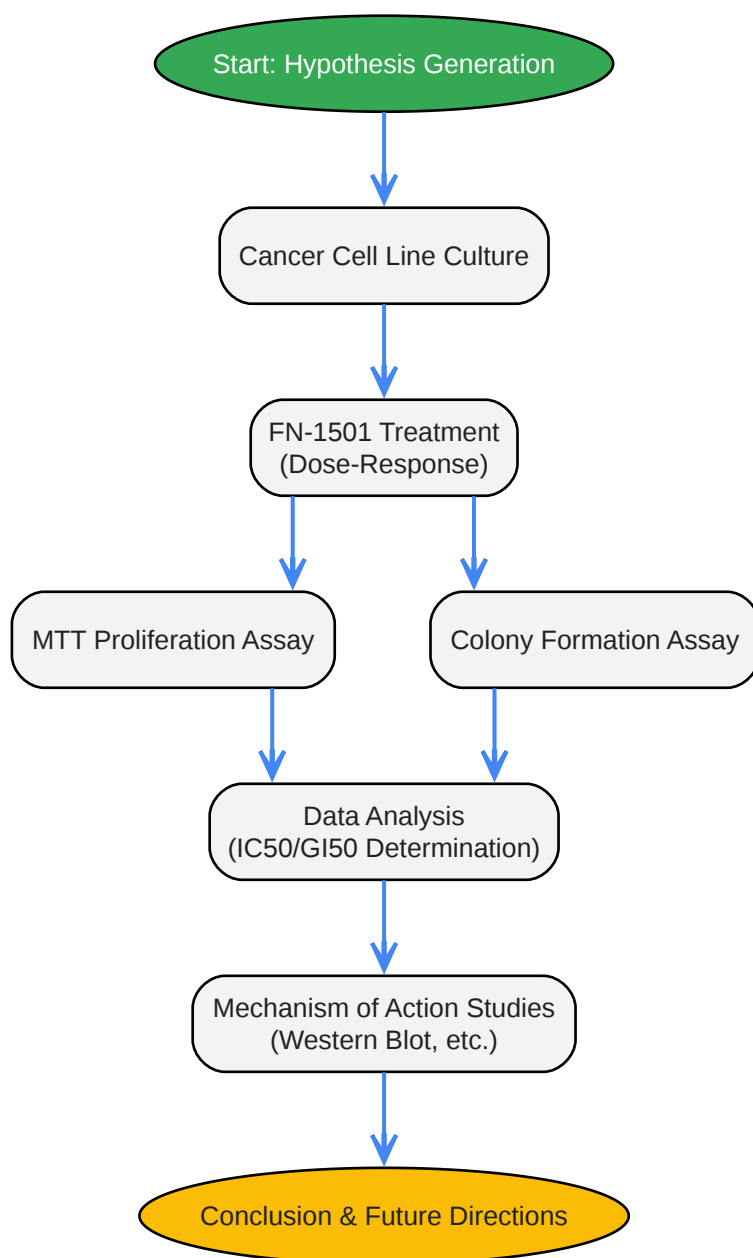 Start: Hypothesis Generation
Cancer Cell Line Culture
FN-1501 Treatment
(Dose-Response)
MTT Proliferation Assay
Colony Formation Assay
Data Analysis
(IC50/GI50 Determination)
Mechanism of Action Studies
(Western Blot, etc.)
Conclusion & Future Directions